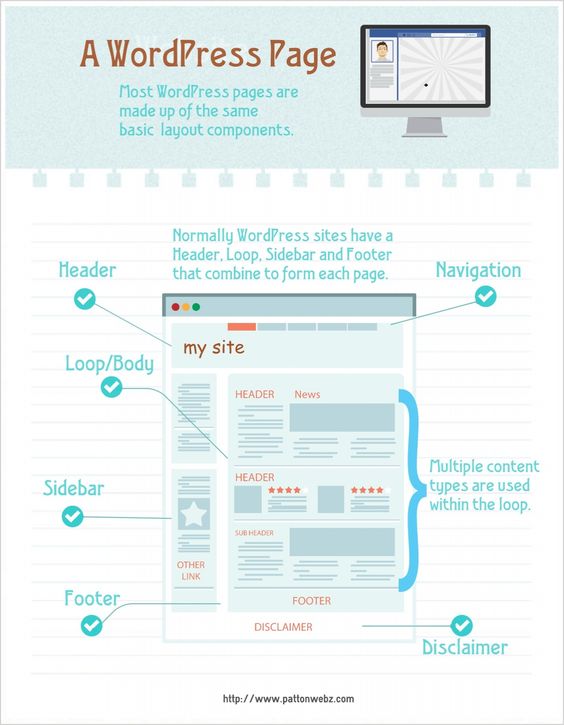 A WordPress Page
Most WordPress pages are
made up of the same
basic layout components.
Normally WordPress sites have a
Header, Loop, Sidebar and Footer
that combine to form each page.
Header
Navigation
my site
Loop/Body
HEADER
News
HEADER
Multiple content
types are used
within the loop.
Sidebar
SUB HEADER
OTHER
LINK
Footer
FOOTER
DISCLAIMER
Disclaimer
http://www.pattonwebz.com